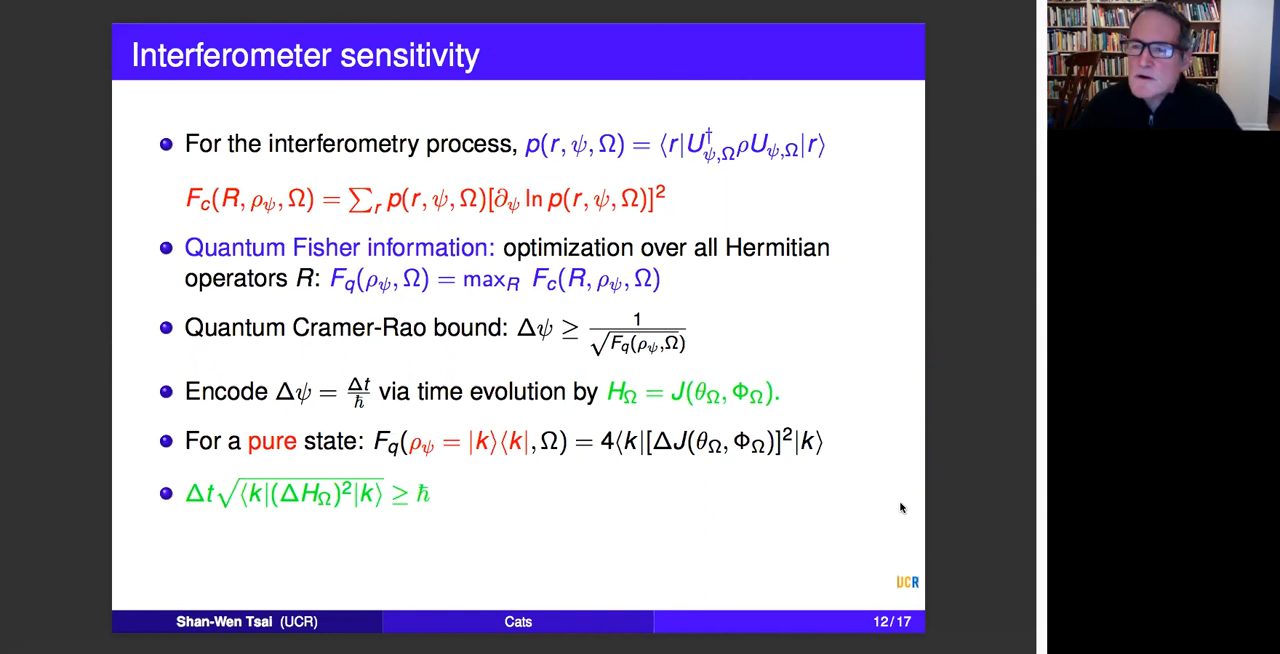 Interferometer sensitivity
For the interferometry process, p(r, ψ, Ω) = ⟨r|U†ψ,Ω ρUψ,Ω|r⟩
Fc(R, ρψ, Ω) = ∑r p(r, ψ, Ω)[∂ψ ln p(r, ψ, Ω)]²
Quantum Fisher information: optimization over all Hermitian
operators R: Fq(ρψ, Ω) = maxR Fc(R, ρψ, Ω)
Quantum Cramer-Rao bound: Δψ ≥ 1/√Fq(ρψ,Ω)
Encode Δψ = Δt/ħ via time evolution by HΩ = J(θΩ, ΦΩ).
For a pure state: Fq(ρψ = |k⟩⟨k|, Ω) = 4⟨k|[ΔJ(θΩ, ΦΩ)]²|k⟩
Δt√⟨k|(ΔHΩ)²|k⟩ ≥ ħ
UCR
Shan-Wen Tsai (UCR) Cats 12/17